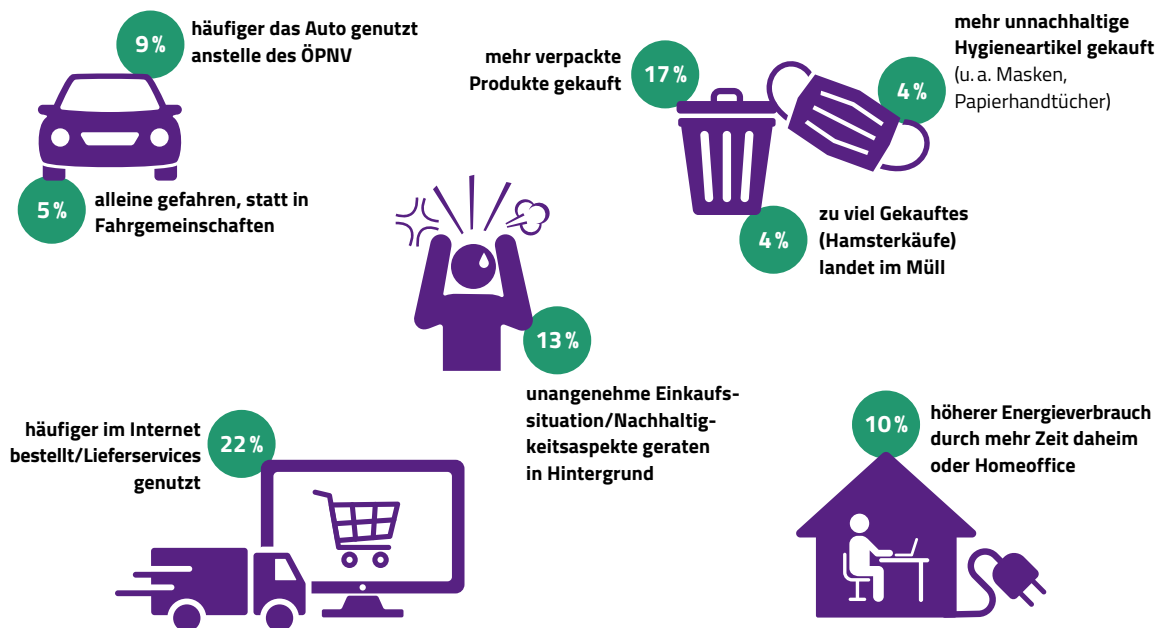 9 %
häufiger das Auto genutzt
anstelle des ÖPNV
5 %
alleine gefahren, statt in
Fahrgemeinschaften
mehr verpackte
Produkte gekauft
17 %
mehr unnachhaltige
Hygieneartikel gekauft
(u. a. Masken,
Papierhandtücher)
4 %
4 %
zu viel Gekauftes
(Hamsterkäufe)
landet im Müll
13 %
unangenehme Einkaufs-
situation/Nachhaltig-
keitsaspekte geraten
in Hintergrund
häufiger im Internet
bestellt/Lieferservices
genutzt
22 %
10 %
höherer Energieverbrauch
durch mehr Zeit daheim
oder Homeoffice